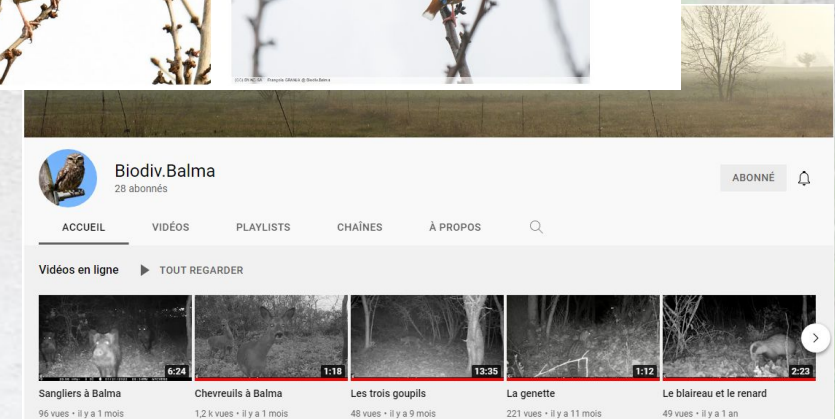 Biodiv.Balma
28 abonnés
ABONNÉ
ACCUEIL VIDÉOS PLAYLISTS CHAÎNES À PROPOS
Vidéos en ligne TOUT REGARDER
6:24 1:18 13:35 1:12 2:23
Sangliers à Balma Chevreuils à Balma Les trois goupils La genette Le blaireau et le renard
96 vues • il y a 1 mois 1,2 k vues • il y a 1 mois 48 vues • il y a 9 mois 221 vues • il y a 11 mois 49 vues • il y a 1 an